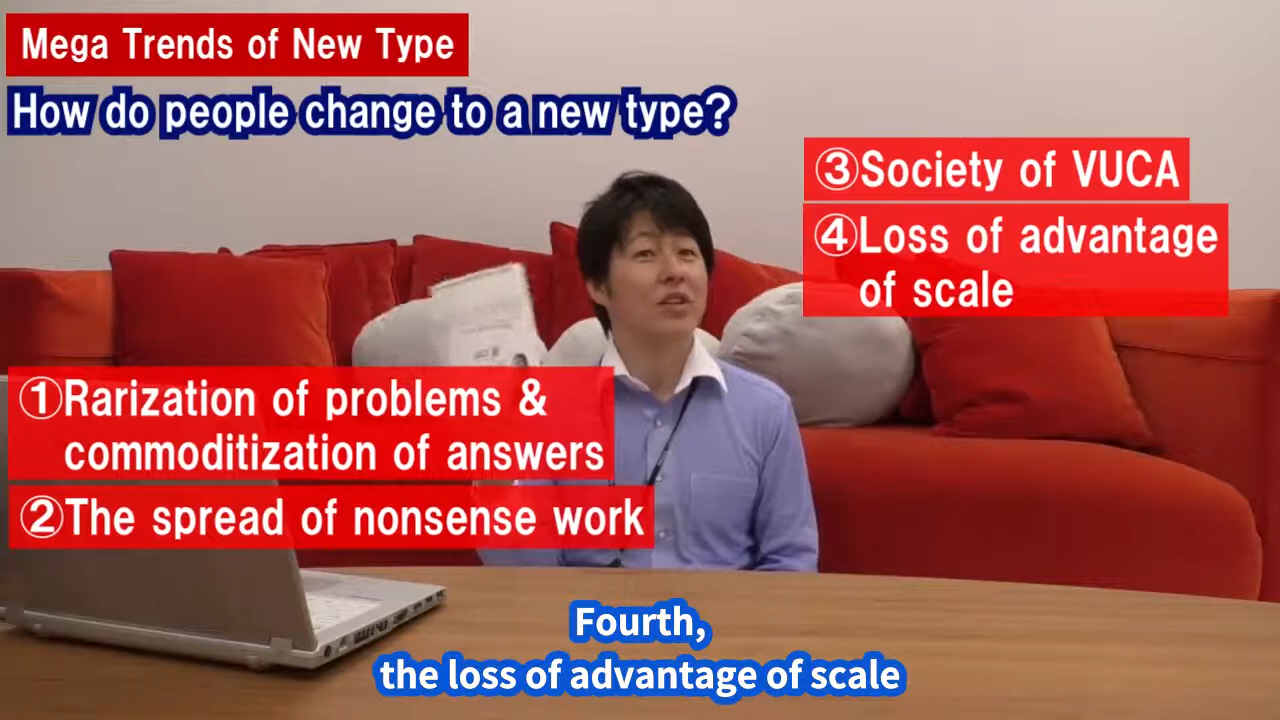 Mega Trends of New Type
How do people change to a new type?
③Society of VUCA
④Loss of advantage
of scale
①Rarization of problems &
commoditization of answers
②The spread of nonsense work
Fourth,
the loss of advantage of scale